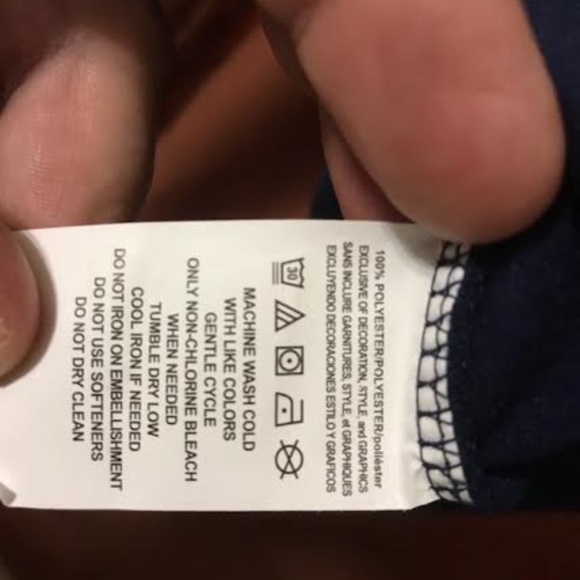 100% POLYESTER/POLYESTER/poliéster
EXCLUSIVE OF DECORATION, STYLE, and GRAPHICS
SANS INCLURE GARNITURES, STYLE, et GRAPHIQUES
EXCLUYENDO DECORACIONES ESTILO Y GRAFICOS
30
MACHINE WASH COLD
WITH LIKE COLORS
GENTLE CYCLE
ONLY NON-CHLORINE BLEACH
WHEN NEEDED
TUMBLE DRY LOW
COOL IRON IF NEEDED
DO NOT IRON ON EMBELLISHMENT
DO NOT USE SOFTENERS
DO NOT DRY CLEAN